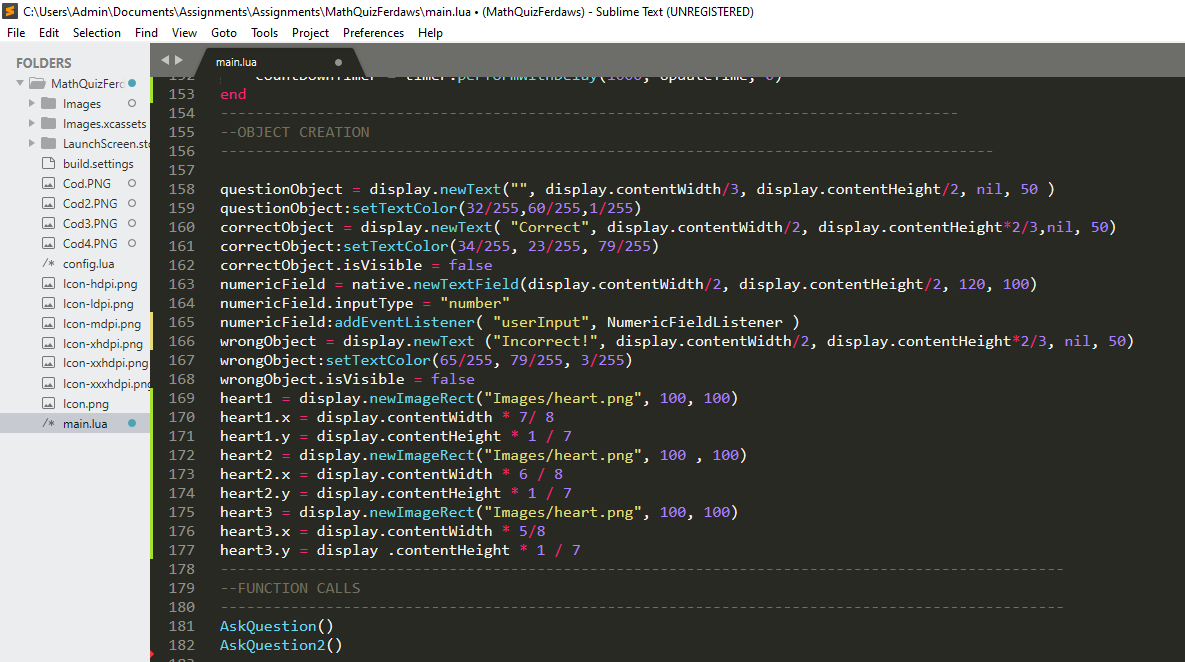 C:\Users\Admin\Documents\Assignments\Assignments\MathQuizFerdaws\main.lua • (MathQuizFerdaws) - Sublime Text (UNREGISTERED)
File Edit Selection Find View Goto Tools Project Preferences Help
FOLDERS
MathQuizFerd
Images
Images.xcassets
LaunchScreen.sto
build.settings
Cod.PNG
Cod2.PNG
Cod3.PNG
Cod4.PNG
/* config.lua
Icon-hdpi.png
Icon-ldpi.png
Icon-mdpi.png
Icon-xhdpi.png
Icon-xxhdpi.png
Icon-xxxhdpi.png
Icon.png
/* main.lua
main.lua
152 countDownTimer = timer.performWithDelay(1000, UpdateTime, 0)
153 end
154 ------------------------------------------------------------------------------------
155 --OBJECT CREATION
156 ----------------------------------------------------------------------------------------
157
158 questionObject = display.newText("", display.contentWidth/3, display.contentHeight/2, nil, 50 )
159 questionObject:setTextColor(32/255,60/255,1/255)
160 correctObject = display.newText( "Correct", display.contentWidth/2, display.contentHeight*2/3,nil, 50)
161 correctObject:setTextColor(34/255, 23/255, 79/255)
162 correctObject.isVisible = false
163 numericField = native.newTextField(display.contentWidth/2, display.contentHeight/2, 120, 100)
164 numericField.inputType = "number"
165 numericField:addEventListener( "userInput", NumericFieldListener )
166 wrongObject = display.newText ("Incorrect!", display.contentWidth/2, display.contentHeight*2/3, nil, 50)
167 wrongObject:setTextColor(65/255, 79/255, 3/255)
168 wrongObject.isVisible = false
169 heart1 = display.newImageRect("Images/heart.png", 100, 100)
170 heart1.x = display.contentWidth * 7/ 8
171 heart1.y = display.contentHeight * 1 / 7
172 heart2 = display.newImageRect("Images/heart.png", 100 , 100)
173 heart2.x = display.contentWidth * 6 / 8
174 heart2.y = display.contentHeight * 1 / 7
175 heart3 = display.newImageRect("Images/heart.png", 100, 100)
176 heart3.x = display.contentWidth * 5/8
177 heart3.y = display .contentHeight * 1 / 7
178 ------------------------------------------------------------------------------------------------
179 --FUNCTION CALLS
180 ------------------------------------------------------------------------------------------------
181 AskQuestion()
182 AskQuestion2()